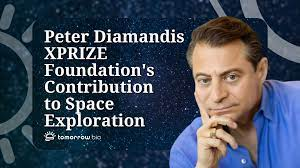 Peter Diamandis
XPRIZE
Foundation's
Contribution
to Space
Exploration
tomorrow bio